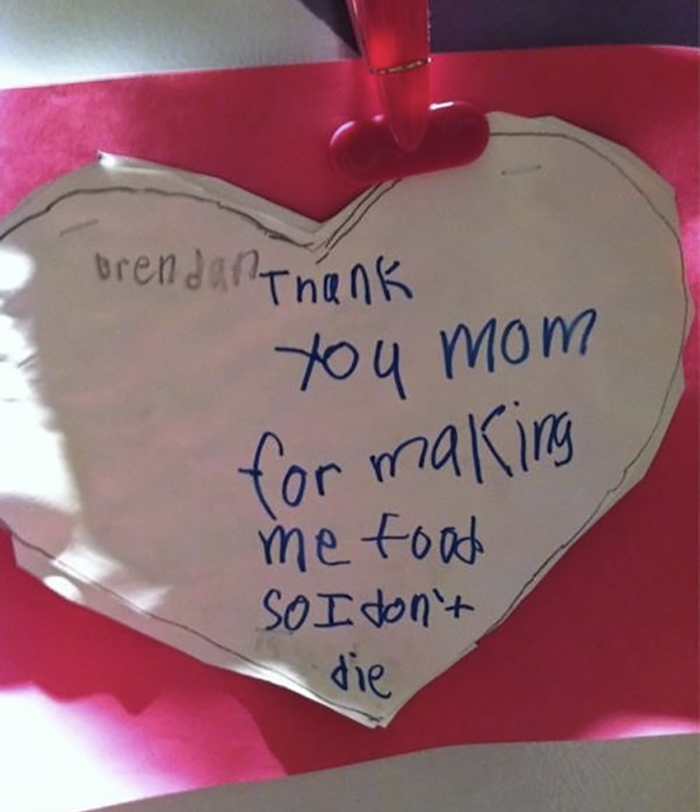 brendan
Thank
You mom
for making
me food
so I don't
die